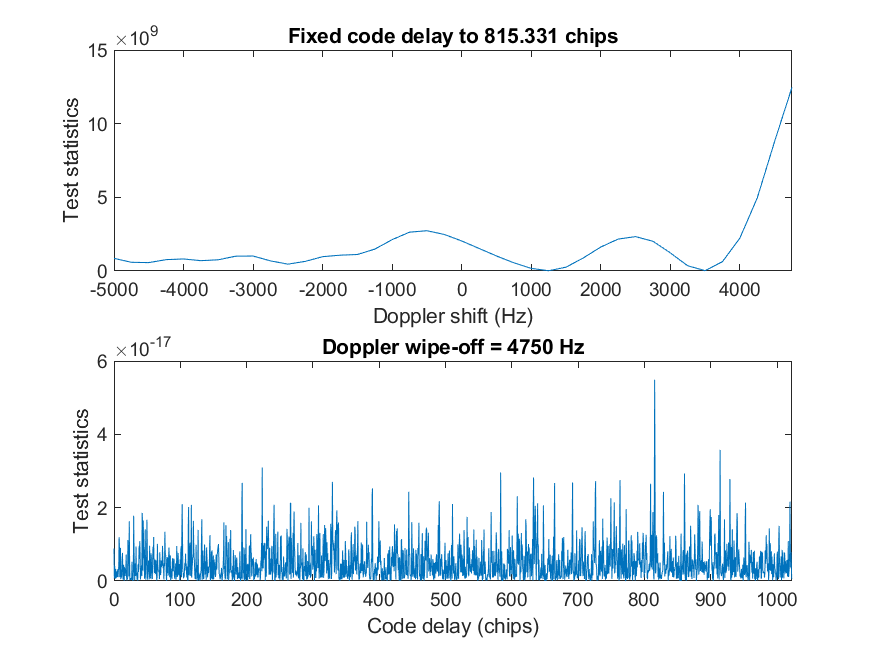 ×10^9
Fixed code delay to 815.331 chips
15
10
5
0
Test statistics
-5000 -4000 -3000 -2000 -1000 0 1000 2000 3000 4000
Doppler shift (Hz)
×10^-17
Doppler wipe-off = 4750 Hz
6
4
2
0
Test statistics
0 100 200 300 400 500 600 700 800 900 1000
Code delay (chips)